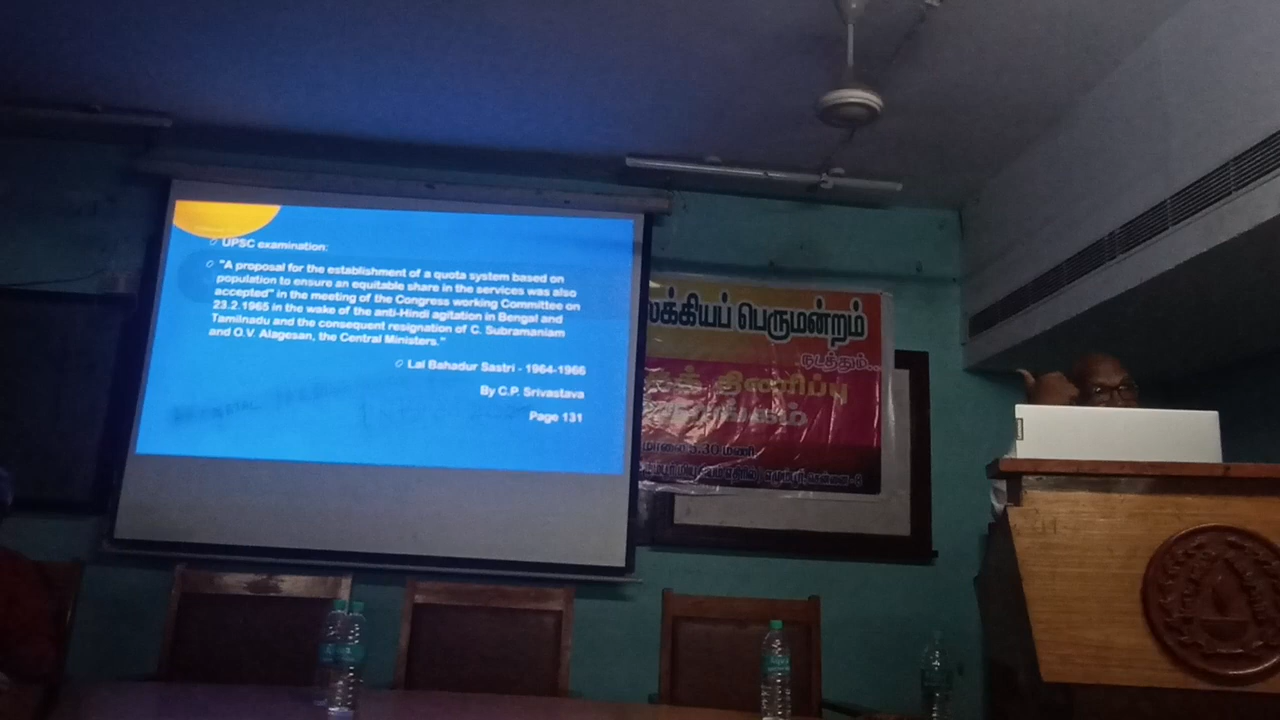 UPSC examination:
"A proposal for the establishment of a quota system based on
population to ensure an equitable share in the services was also
accepted" in the meeting of the Congress working Committee on
23.2.1965 in the wake of the anti-Hindi agitation in Bengal and
Tamilnadu and the consequent resignation of C. Subramaniam
and O.V. Alagesan, the Central Ministers."
Lal Bahadur Sastri - 1964-1966
By C.P. Srivastava
Page 131
லக்கியப் பெருமன்றம்
நடத்தும்..
திணிப்பு
மாலை 5.30 மணி
எழும்பூர், சென்னை-8